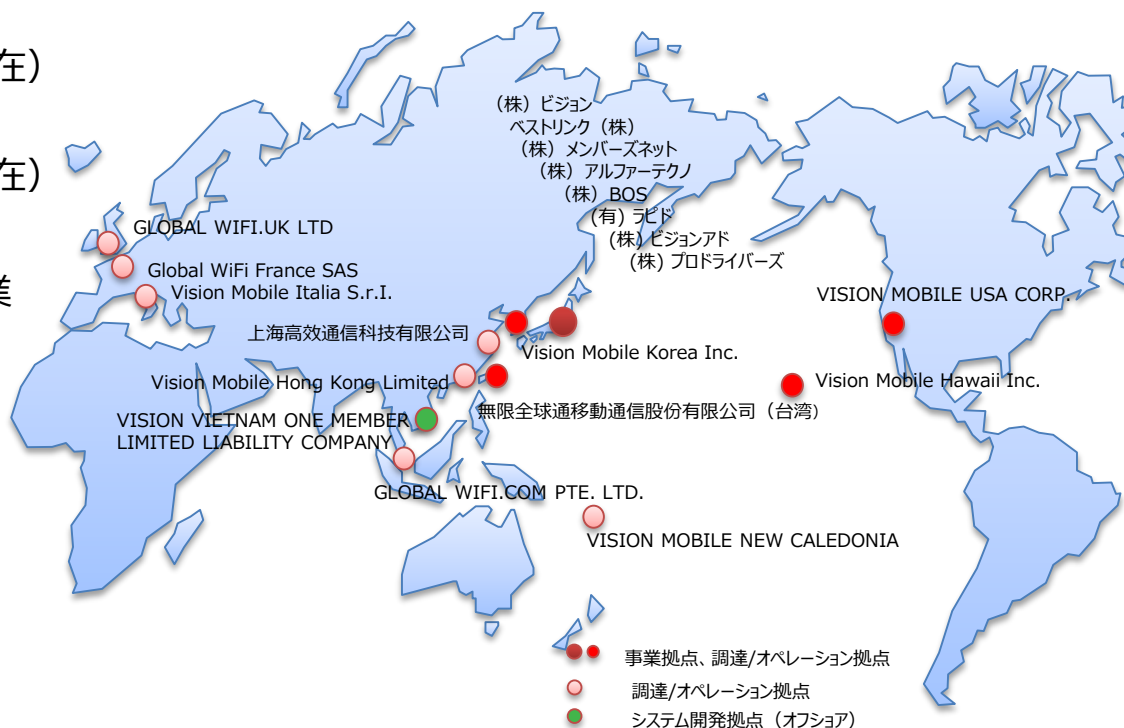 在）
在）
業
（株）ビジョン
ベストリンク（株）
（株）メンバーズネット
（株）アルファーテクノ
（株）BOS
（有）ラピド
（株）ビジョンアド
（株）プロドライバーズ
GLOBAL WIFI.UK LTD
Global WiFi France SAS
Vision Mobile Italia S.r.I.
VISION MOBILE USA CORP.
上海高效通信科技有限公司
Vision Mobile Korea Inc.
Vision Mobile Hong Kong Limited
Vision Mobile Hawaii Inc.
無限全球通移動通信股份有限公司（台湾）
VISION VIETNAM ONE MEMBER
LIMITED LIABILITY COMPANY
GLOBAL WIFI.COM PTE. LTD.
VISION MOBILE NEW CALEDONIA
事業拠点、調達/オペレーション拠点
調達/オペレーション拠点
システム開発拠点（オフショア）